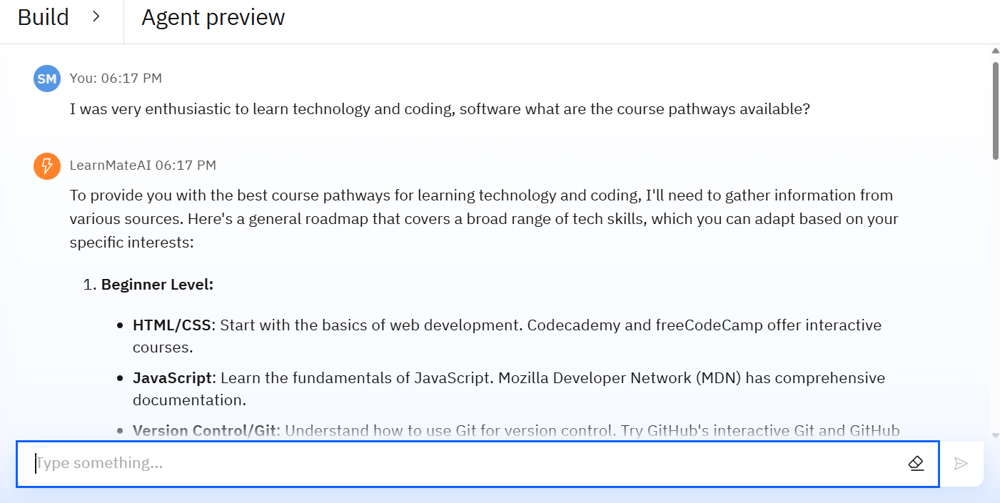 Build
Agent preview
SM You: 06:17 PM
I was very enthusiastic to learn technology and coding, software what are the course pathways available?
LearnMateAI 06:17 PM
To provide you with the best course pathways for learning technology and coding, I'll need to gather information from
various sources. Here's a general roadmap that covers a broad range of tech skills, which you can adapt based on your
specific interests:
1. Beginner Level:
• HTML/CSS: Start with the basics of web development. Codecademy and freeCodeCamp offer interactive
courses.
• JavaScript: Learn the fundamentals of JavaScript. Mozilla Developer Network (MDN) has comprehensive
documentation.
• Version Control/Git: Understand how to use Git for version control. Try GitHub's interactive Git and GitHub
Type something...